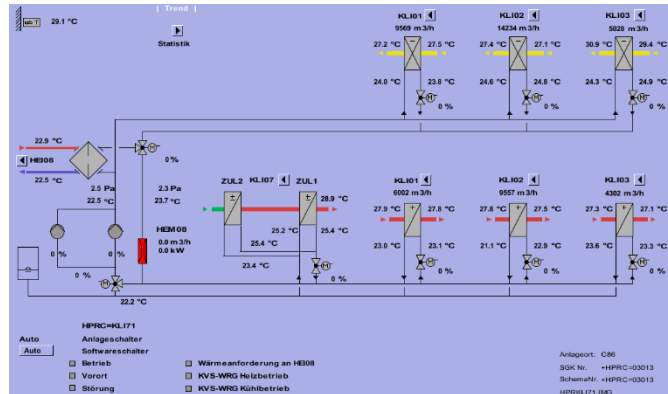 | Trend |
29.1 °C
Statistik
KLI01 KLI02 KLI03
9569 m3/h 14234 m3/h 5028 m3/h
27.2 °C 27.5 °C 27.4 °C 27.1 °C 30.9 °C 29.4 °C
24.0 °C 23.8 °C 24.6 °C 24.8 °C 24.3 °C 24.9 °C
M M M
0 % 0 % 0 %
22.9 °C
M
HEI08
0 %
22.5 °C
2.5 Pa 2.3 Pa
22.5 °C 23.7 °C
ZUL2 KLI07 ZUL1
KLI01 KLI02 KLI03
6002 m3/h 9557 m3/h 4302 m3/h
28.9 °C
27.9 °C 27.8 °C 27.8 °C 27.5 °C 27.3 °C 27.1 °C
HEM08
0.0 m3/h
0.0 kW
25.2 °C 25.4 °C
25.4 °C
23.0 °C 23.1 °C 21.1 °C 22.9 °C 23.6 °C 23.3 °C
0 % 0 %
23.4 °C
M M M M
0 % 0 % 0 % 0 %
0 %
M
22.2 °C
HPRC=KLI71
Auto Anlageschalter
Auto Softwareschalter
Betrieb Wärmeanforderung an HEI08
Vorort KVS-WRG Heizbetrieb
Störung KVS-WRG Kühlbetrieb
Anlageort: C86
SGK Nr. +HPRC=03013
SchemaNr. +HPRC=03013
HPRKLI71.IMG